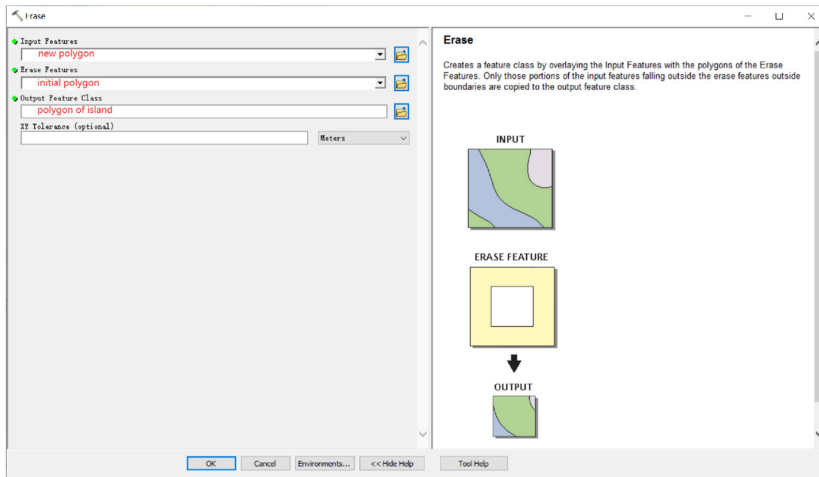 Erase
Input Features
new polygon
Erase Features
initial polygon
Output Feature Class
polygon of island
XY Tolerance (optional)
Meters
OK
Cancel
Environments...
<< Hide Help
Erase
Creates a feature class by overlaying the Input Features with the polygons of the Erase
Features. Only those portions of the input features falling outside the erase features outside
boundaries are copied to the output feature class.
INPUT
ERASE FEATURE
OUTPUT
Tool Help